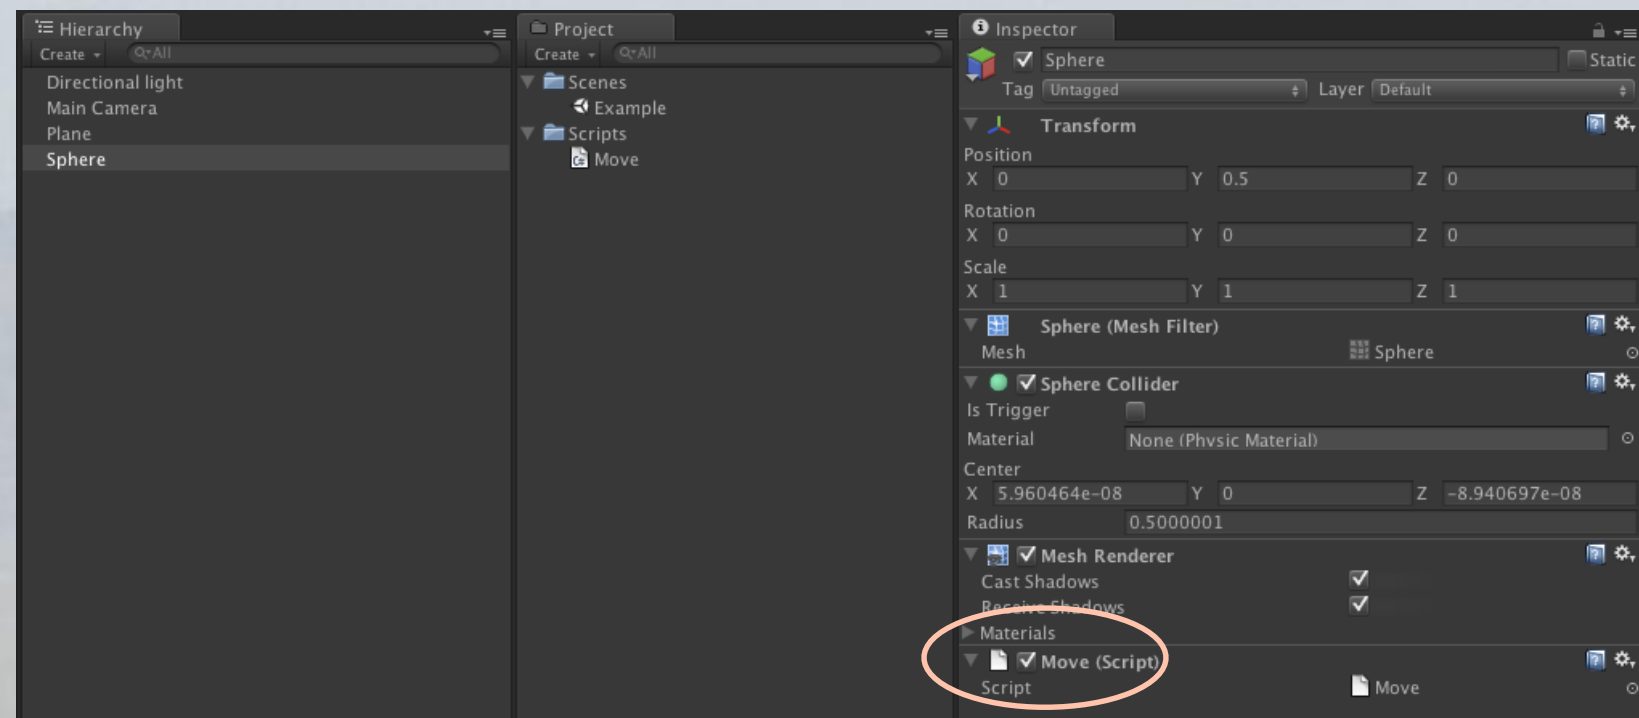 Hierarchy
Create All
Directional light
Main Camera
Plane
Sphere
Project
Create All
Scenes
Example
Scripts
C# Move
Inspector
Sphere Static
Tag Untagged Layer Default
Transform
Position
X 0 Y 0.5 Z 0
Rotation
X 0 Y 0 Z 0
Scale
X 1 Y 1 Z 1
Sphere (Mesh Filter)
Mesh Sphere
Sphere Collider
Is Trigger
Material None (Physic Material)
Center
X 5.960464e-08 Y 0 Z -8.940697e-08
Radius 0.5000001
Mesh Renderer
Cast Shadows
Receive Shadows
Materials
Move (Script)
Script Move